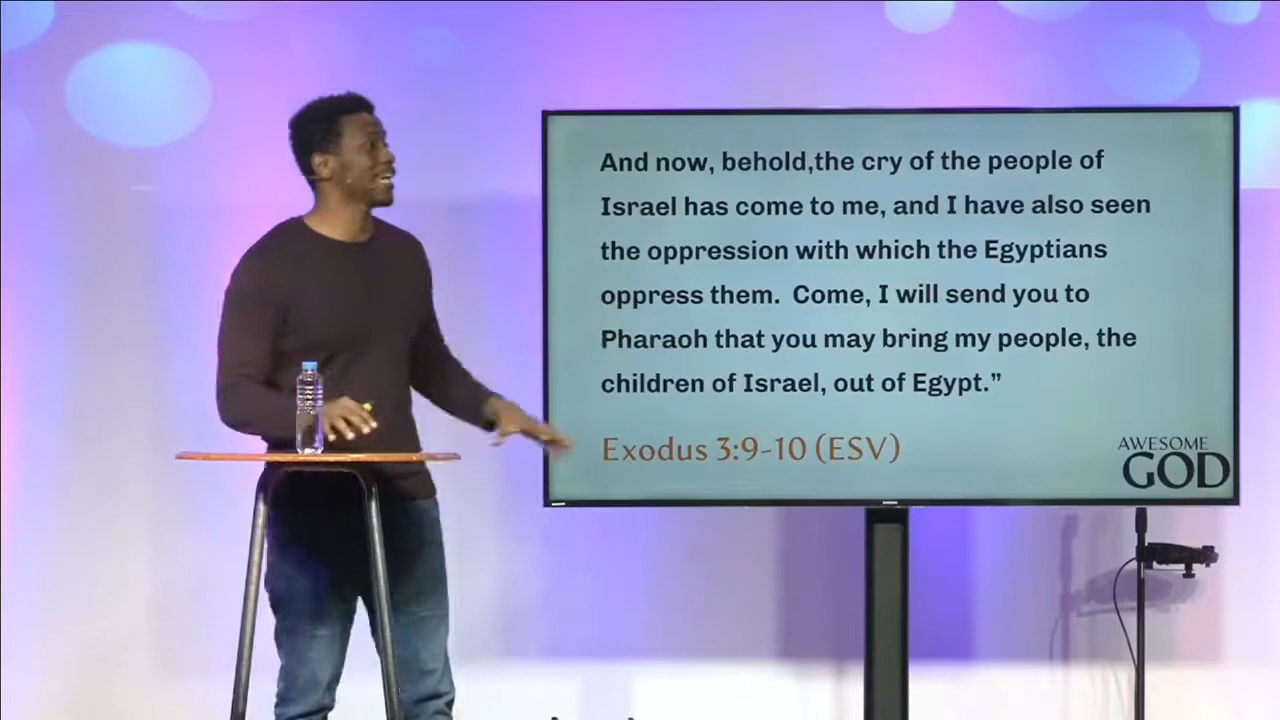 And now, behold,the cry of the people of
Israel has come to me, and I have also seen
the oppression with which the Egyptians
oppress them.  Come, I will send you to
Pharaoh that you may bring my people, the
children of Israel, out of Egypt.”
Exodus 3:9-10 (ESV)
AWESOME
GOD